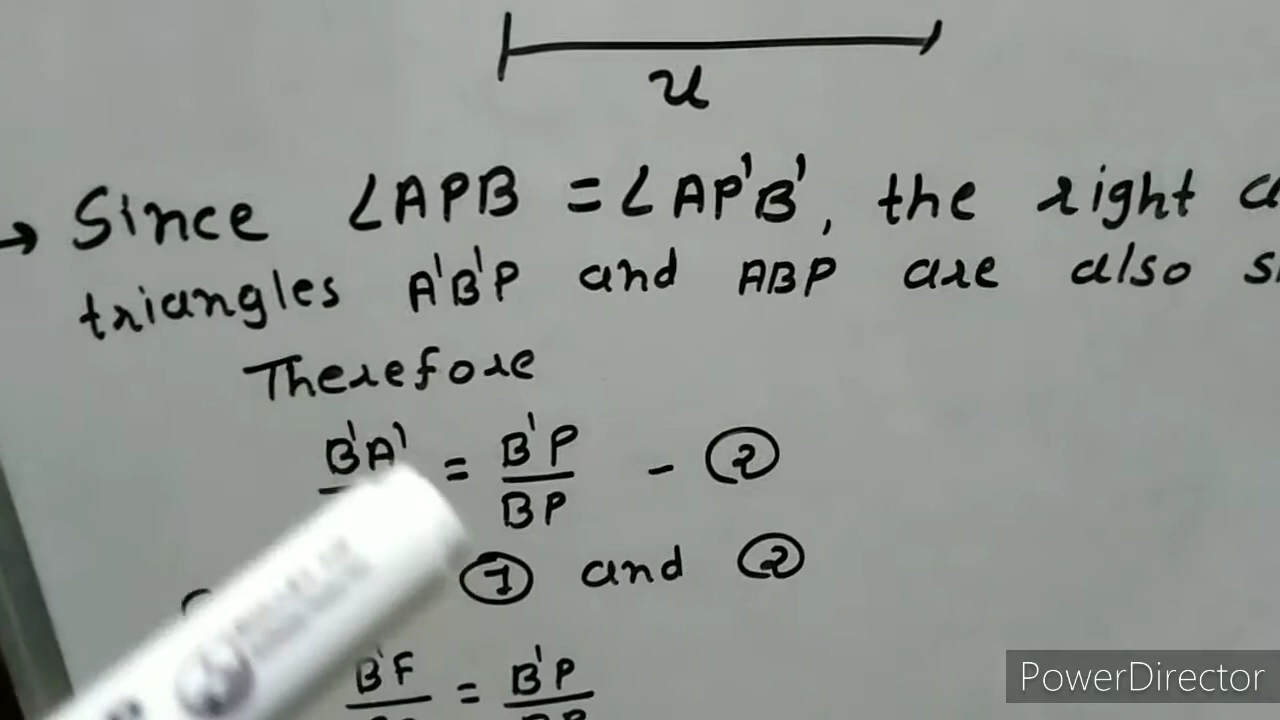 u
→ Since ∠APB = ∠AP'B', the right
triangles A'B'P and ABP are also
Therefore
B'A' = B'P / BP - ②
① and ②
B'F = B'P
PowerDirector